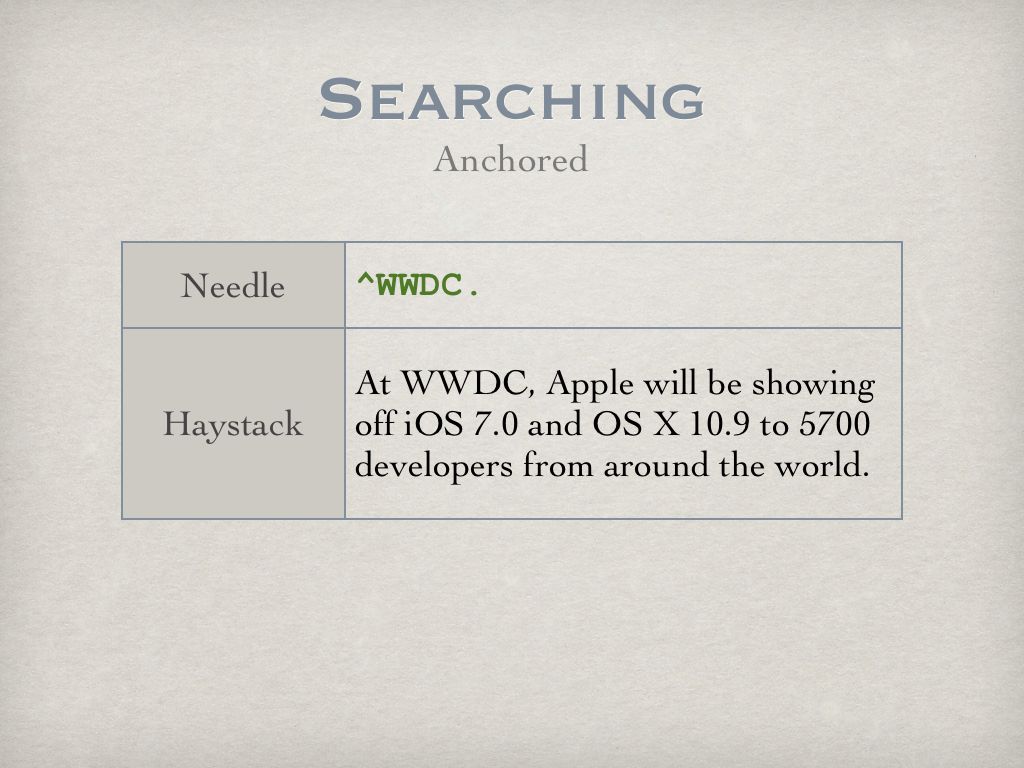 Searching
Anchored
Needle
^WWDC.
Haystack
At WWDC, Apple will be showing
off iOS 7.0 and OS X 10.9 to 5700
developers from around the world.